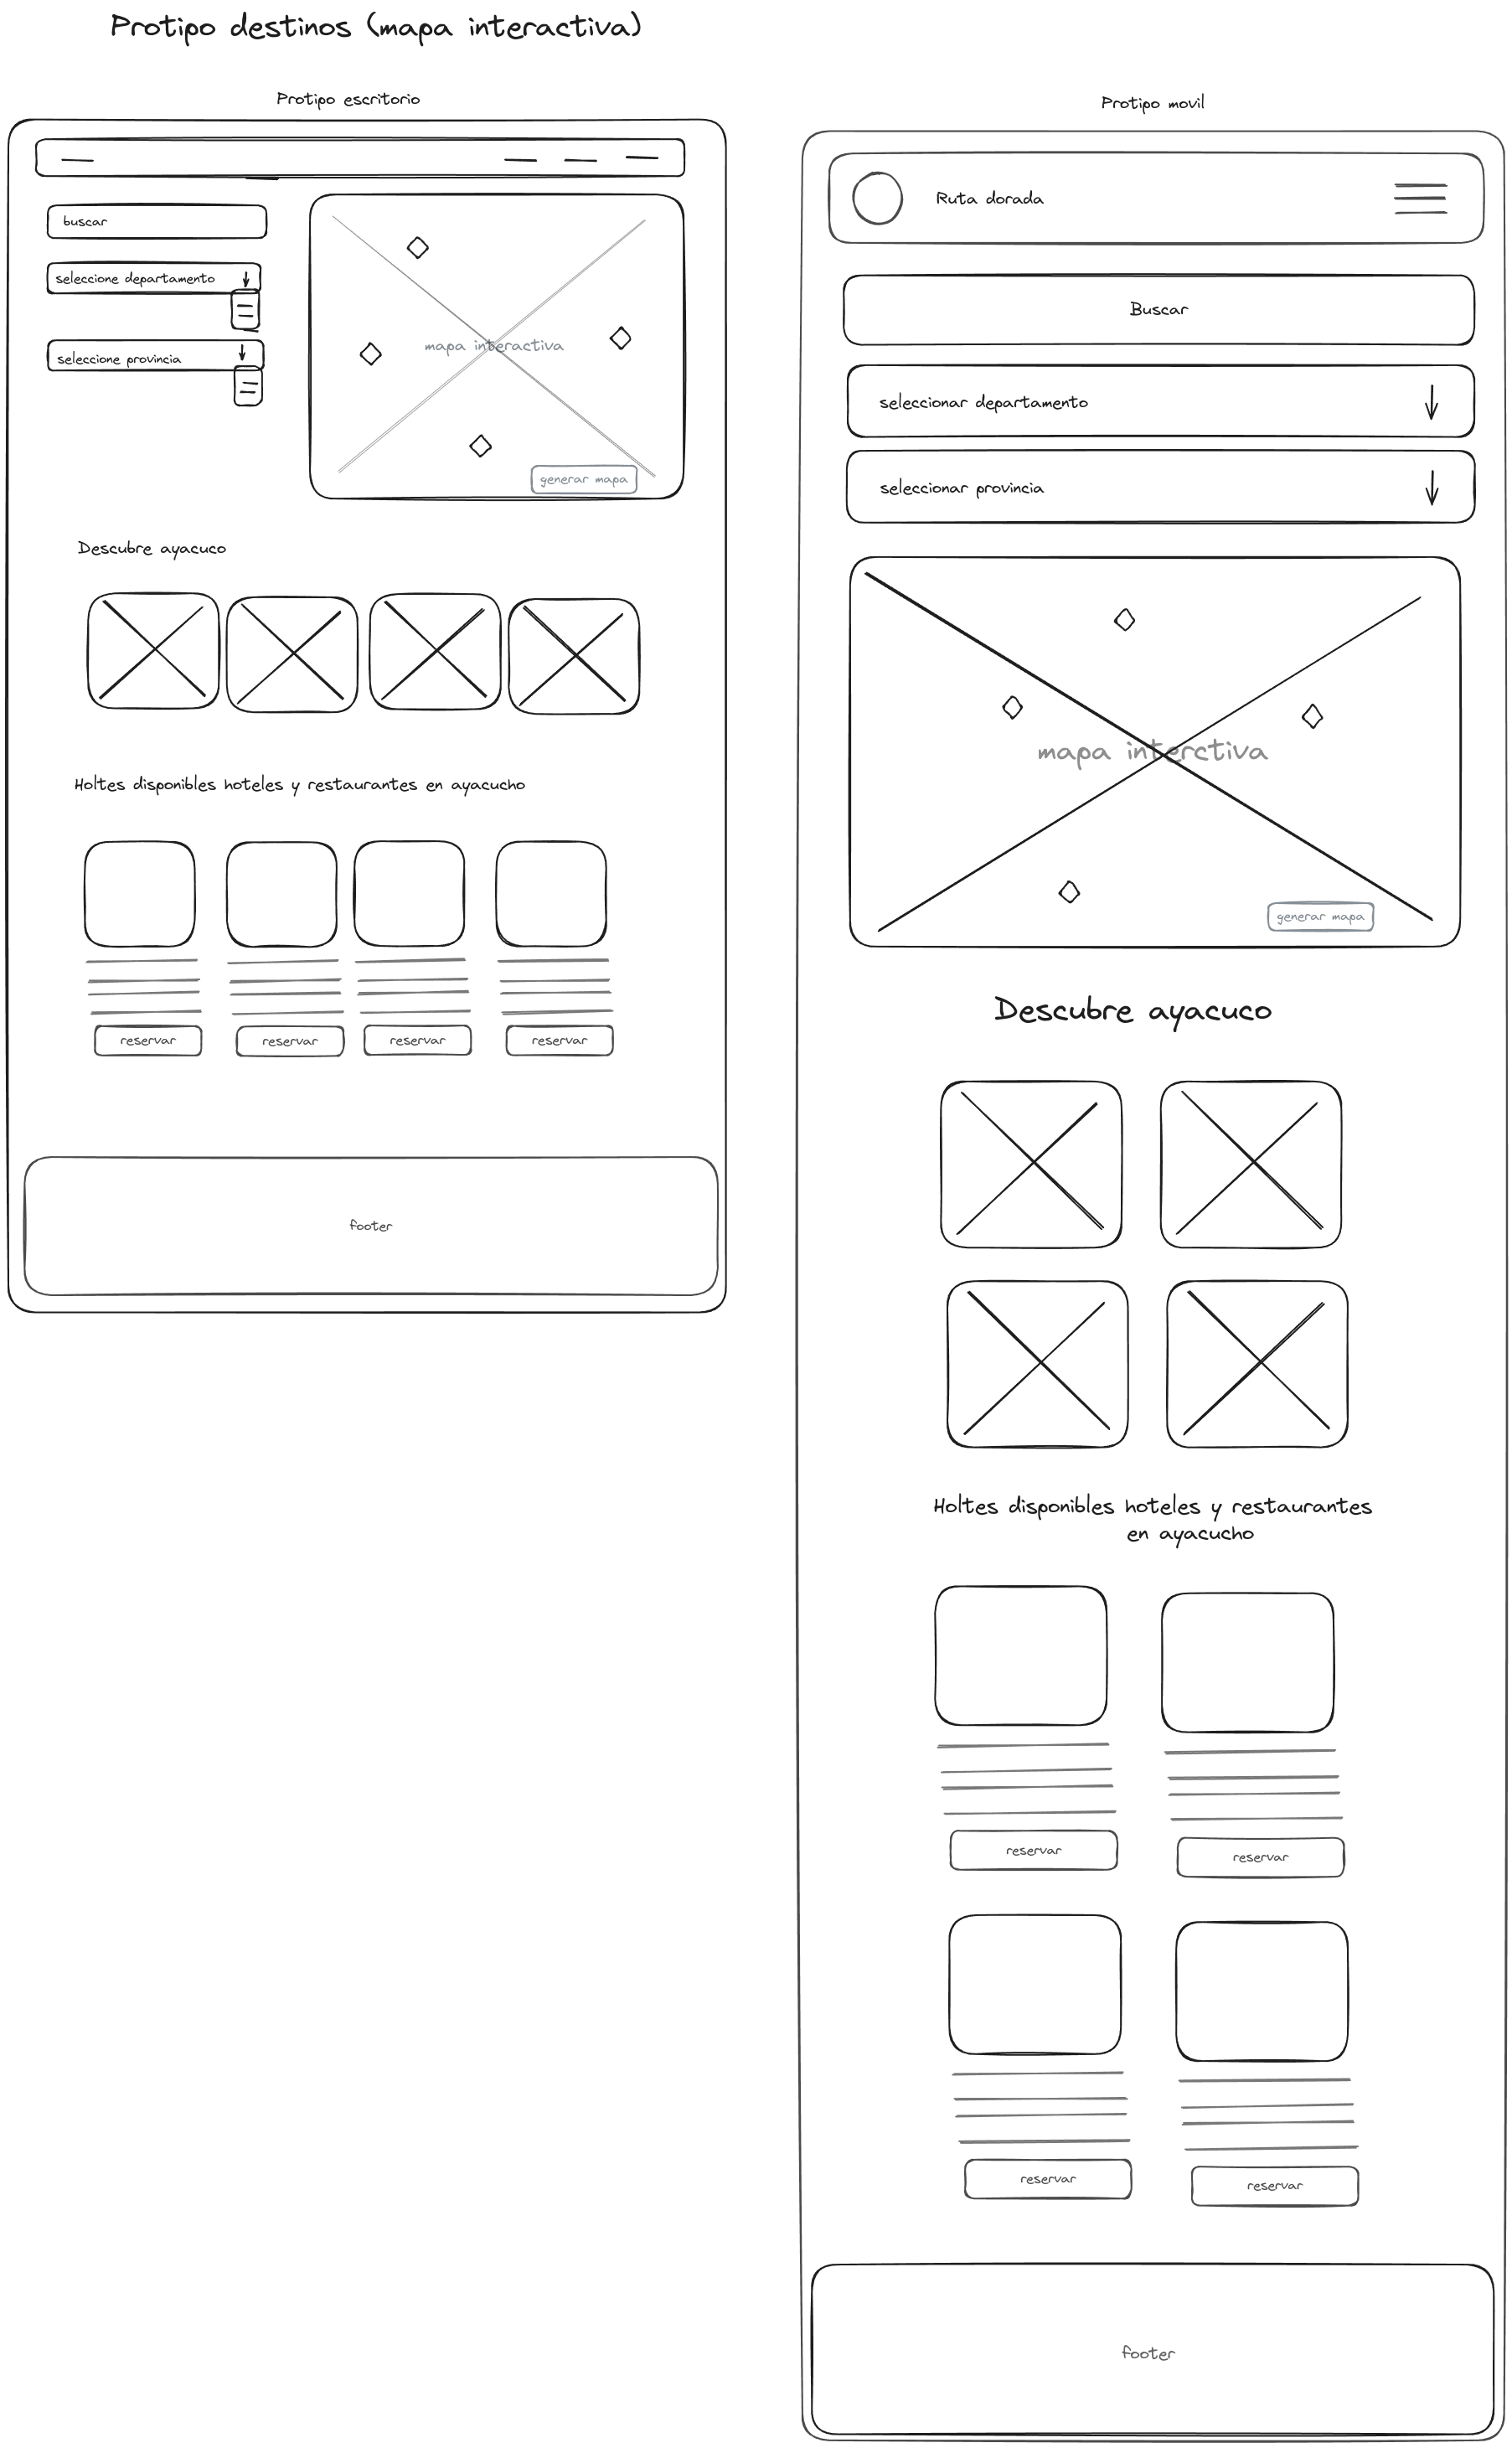 Protipo destinos (mapa interactiva)
Protipo escritorio
buscar
seleccione departamento
seleccione provincia
mapa interactiva
generar mapa
Descubre ayacuco
Holtes disponibles hoteles y restaurantes en ayacucho
reservar
reservar
reservar
reservar
footer
Protipo movil
Ruta dorada
Buscar
seleccionar departamento
seleccionar provincia
mapa interctiva
generar mapa
Descubre ayacuco
Holtes disponibles hoteles y restaurantes
en ayacucho
reservar
reservar
reservar
reservar
footer